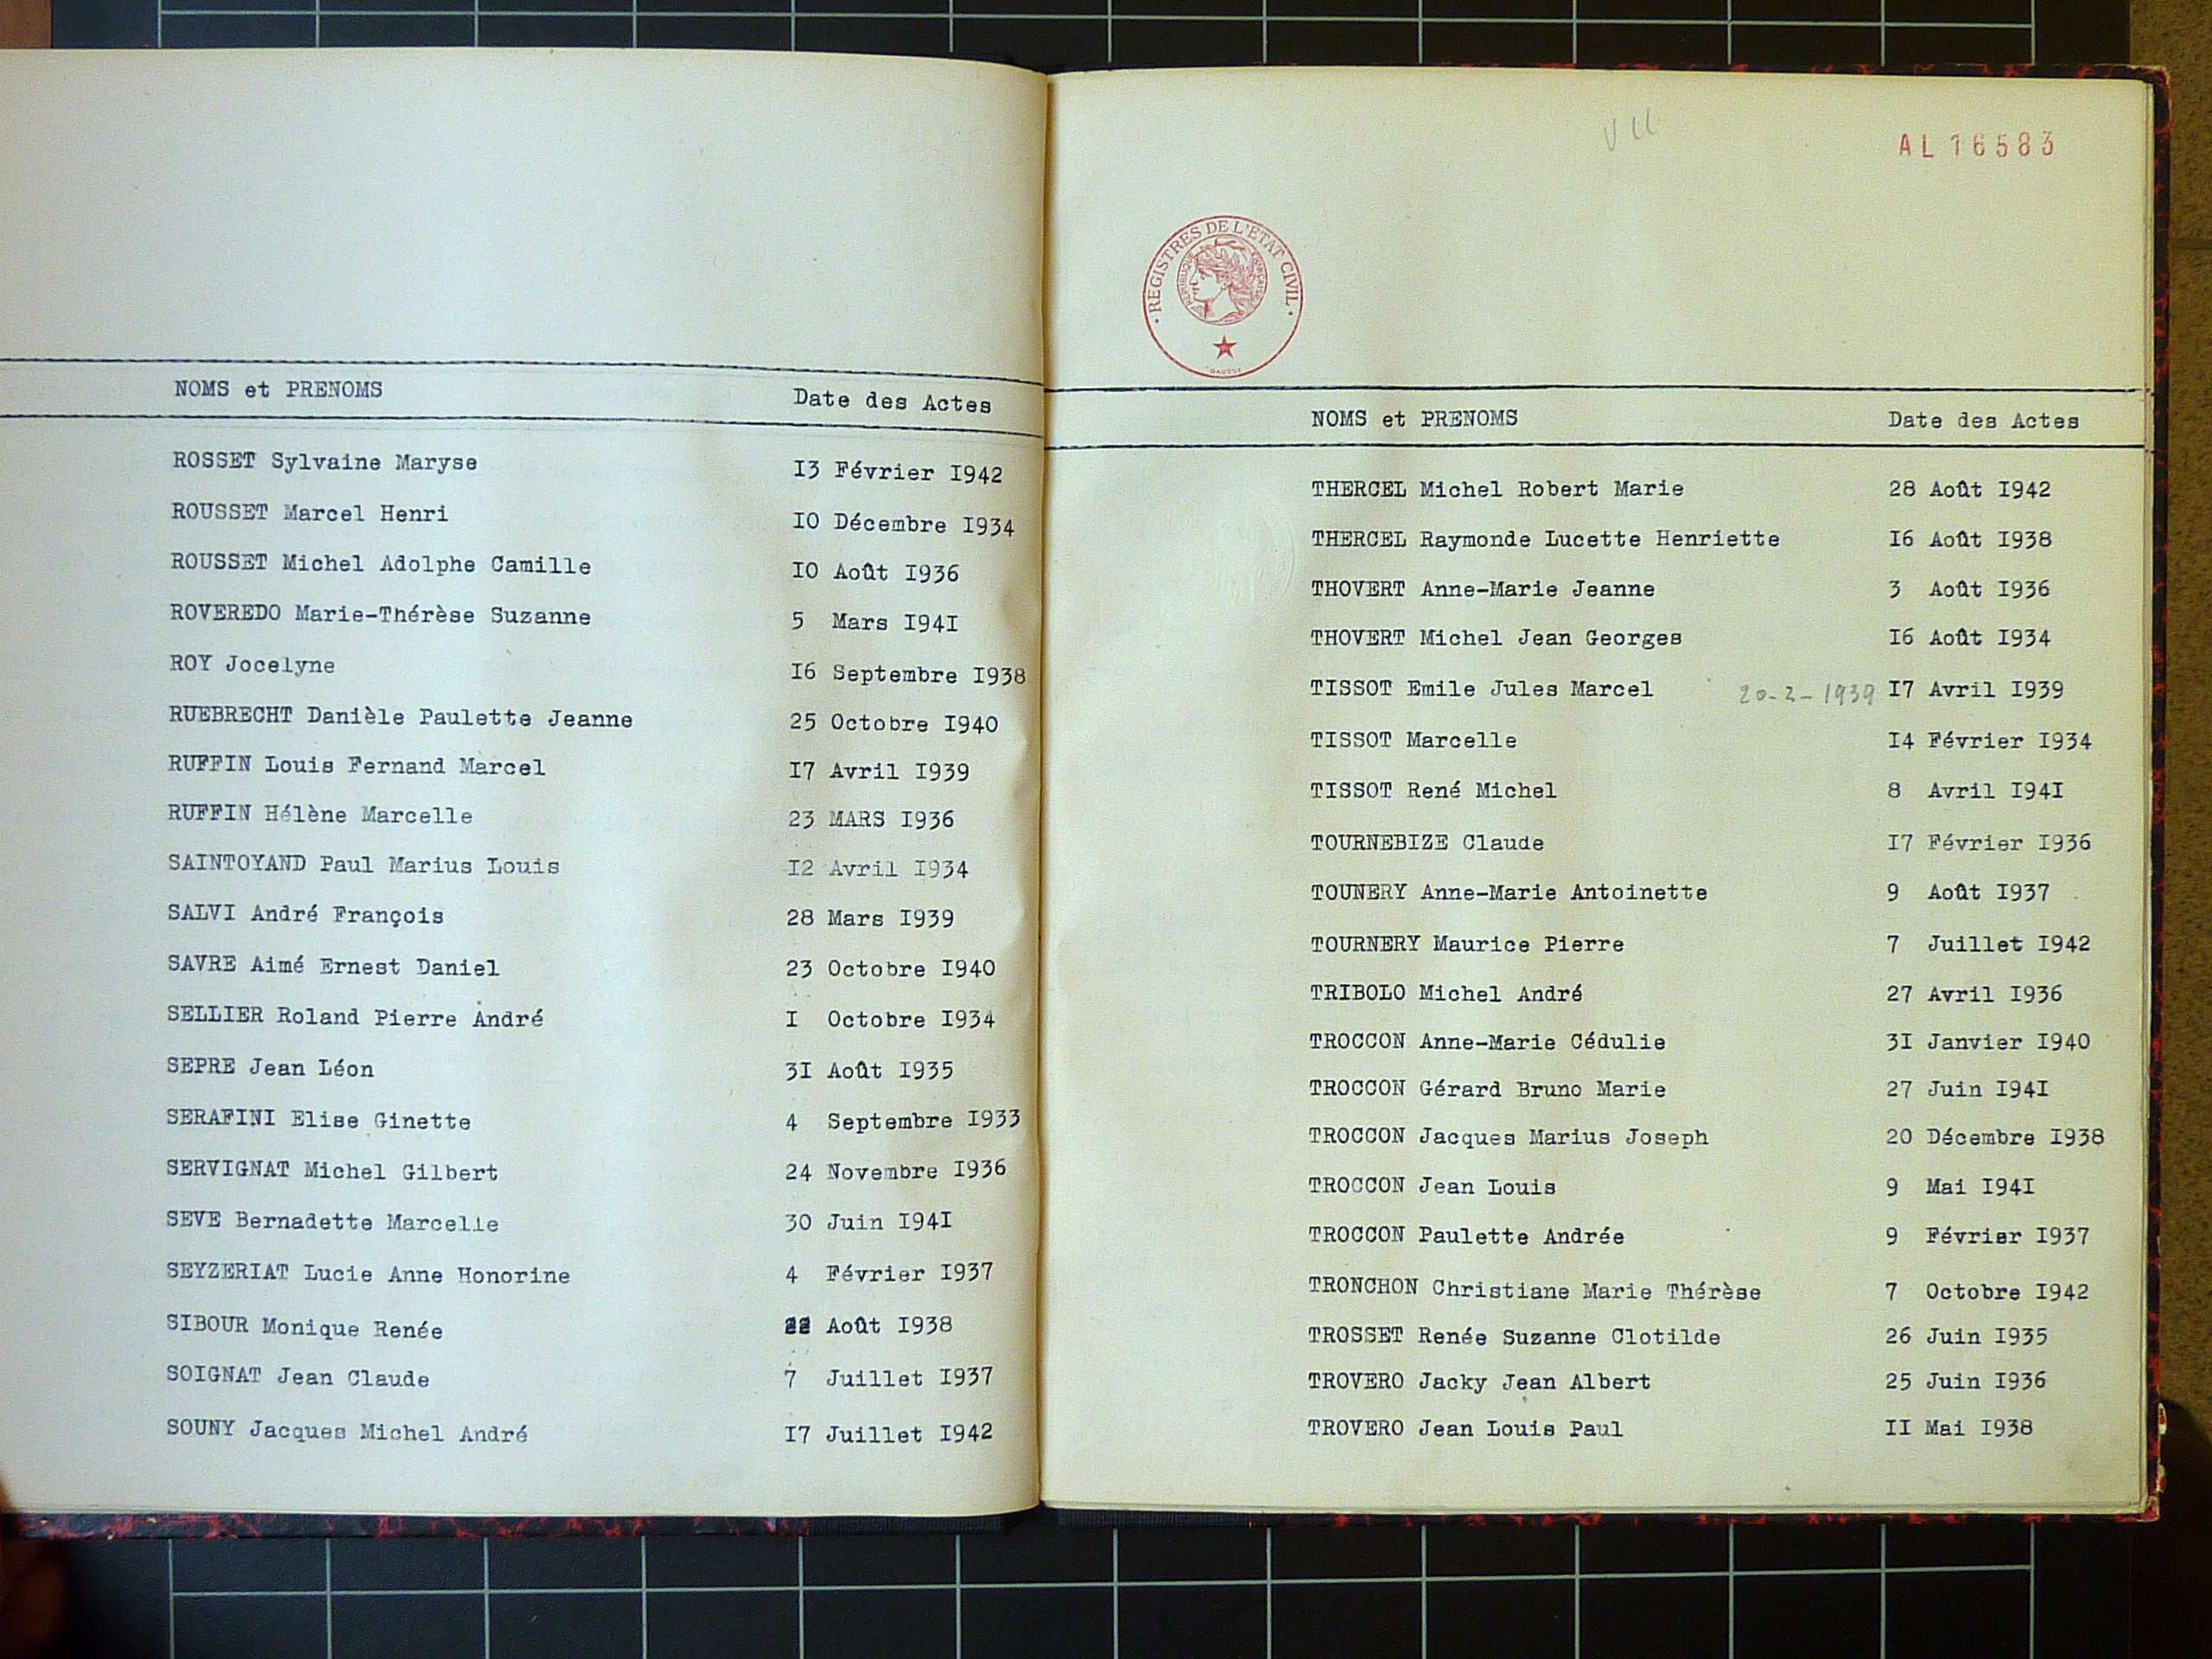 NOMS et PRENOMS Date des Actes
ROSSET Sylvaine Maryse I3 Février I942
ROUSSET Marcel Henri IO Décembre I934
ROUSSET Michel Adolphe Camille IO Août I936
ROVEREDO Marie-Thérèse Suzanne 5 Mars I94I
ROY Jocelyne I6 Septembre I938
RUEBRECHT Danièle Paulette Jeanne 25 Octobre I940
RUFFIN Louis Fernand Marcel I7 Avril I939
RUFFIN Hélène Marcelle 23 MARS I936
SAINTOYAND Paul Marius Louis I2 Avril I934
SALVI André François 28 Mars I939
SAVRE Aimé Ernest Daniel 23 Octobre I940
SELLIER Roland Pierre André I Octobre I934
SEPRE Jean Léon 3I Août I935
SERAFINI Elise Ginette 4 Septembre I933
SERVIGNAT Michel Gilbert 24 Novembre I936
SEVE Bernadette Marcelle 30 Juin I94I
SEYZERIAT Lucie Anne Honorine 4 Février I937
SIBOUR Monique Renée 22 Août I938
SOIGNAT Jean Claude 7 Juillet I937
SOUNY Jacques Michel André I7 Juillet I942
AL 16583
REGISTRES DE L'ETAT CIVIL
REPUBLIQUE FRANCAISE
NOMS et PRENOMS Date des Actes
THERCEL Michel Robert Marie 28 Août I942
THERCEL Raymonde Lucette Henriette I6 Août I938
THOVERT Anne-Marie Jeanne 3 Août I936
THOVERT Michel Jean Georges I6 Août I934
TISSOT Emile Jules Marcel 20-2-1939 I7 Avril I939
TISSOT Marcelle I4 Février I934
TISSOT René Michel 8 Avril I94I
TOURNEBIZE Claude I7 Février I936
TOUNERY Anne-Marie Antoinette 9 Août I937
TOURNERY Maurice Pierre 7 Juillet I942
TRIBOLO Michel André 27 Avril I936
TROCCON Anne-Marie Cédulie 3I Janvier I940
TROCCON Gérard Bruno Marie 27 Juin I94I
TROCCON Jacques Marius Joseph 20 Décembre I938
TROCCON Jean Louis 9 Mai I94I
TROCCON Paulette Andrée 9 Février I937
TRONCHON Christiane Marie Thérèse 7 Octobre I942
TROSSET Renée Suzanne Clotilde 26 Juin I935
TROVERO Jacky Jean Albert 25 Juin I936
TROVERO Jean Louis Paul II Mai I938